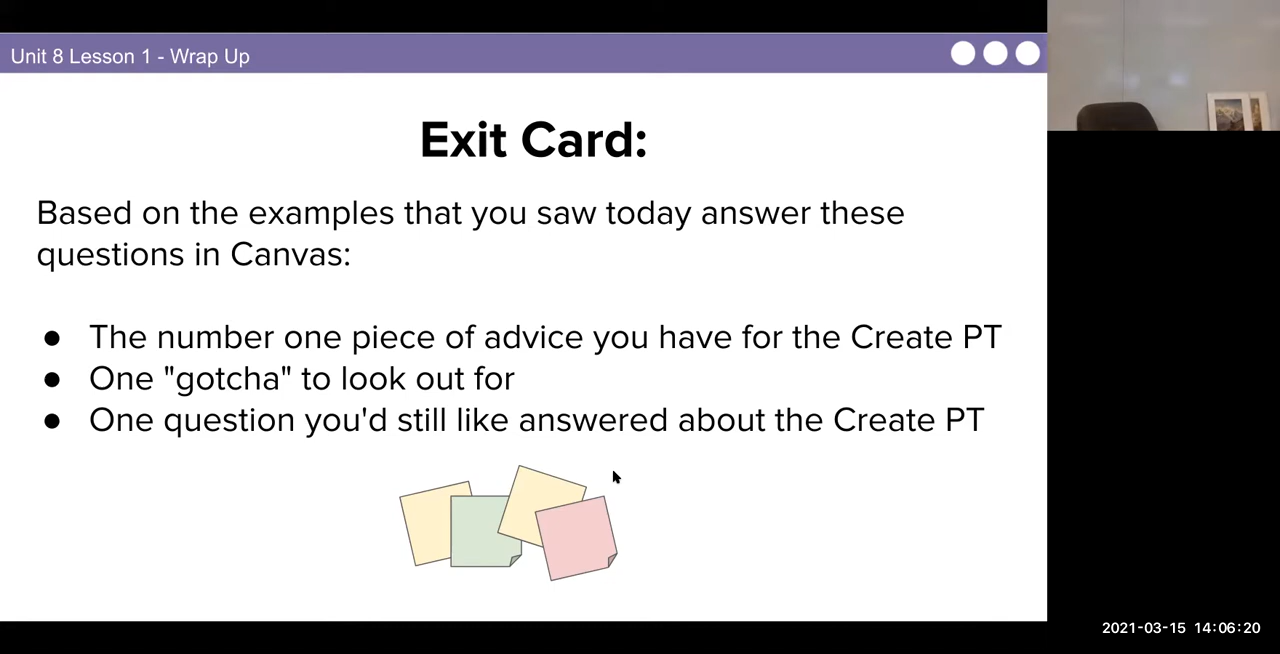 Unit 8 Lesson 1 - Wrap Up
Exit Card:
Based on the examples that you saw today answer these
questions in Canvas:
● The number one piece of advice you have for the Create PT
● One "gotcha" to look out for
● One question you'd still like answered about the Create PT
2021-03-15 14:06:20